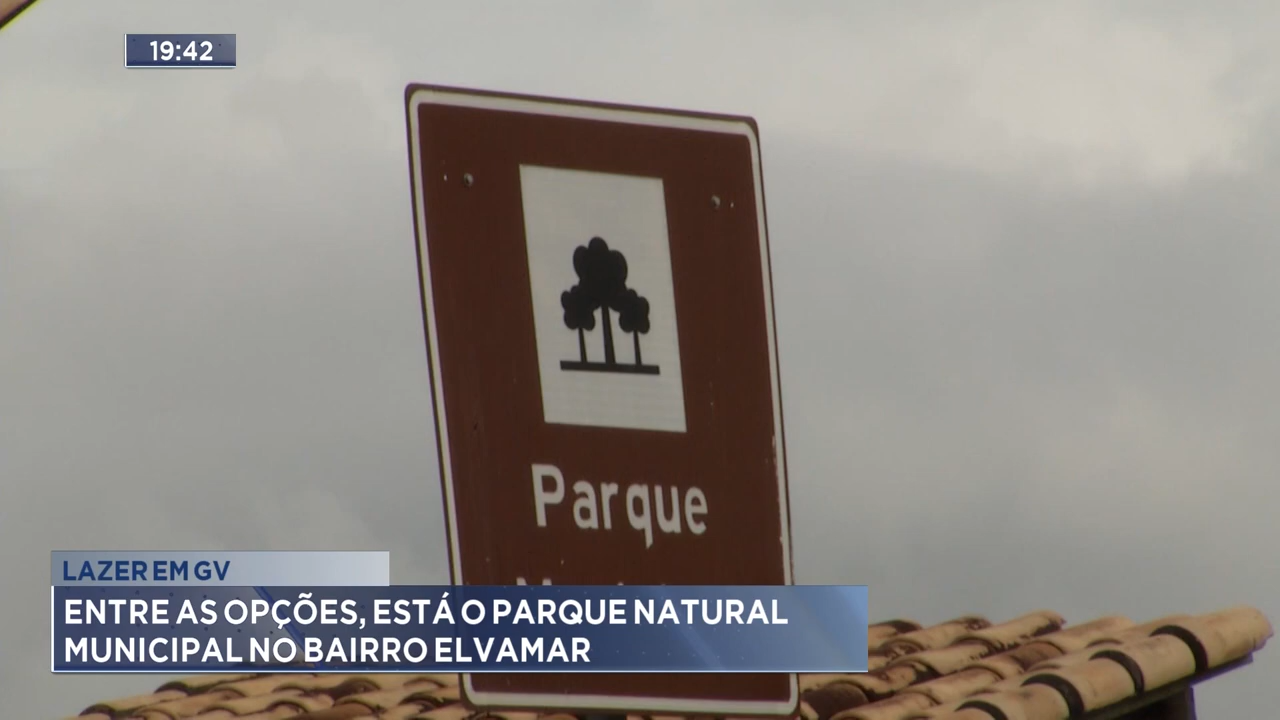 19:42
Parque
LAZER EM GV
ENTRE AS OPÇÕES, ESTÁ O PARQUE NATURAL
MUNICIPAL NO BAIRRO ELVAMAR